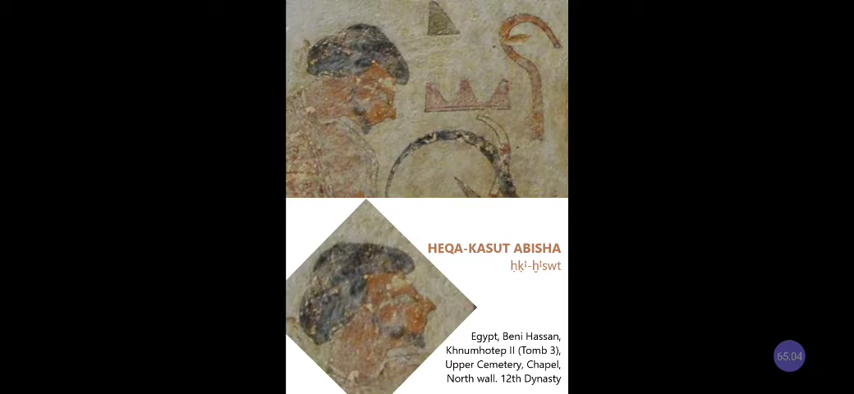 HEQA-KASUT ABISHA
ḥḳꜣ-ḫꜣswt
Egypt, Beni Hassan,
Khnumhotep II (Tomb 3),
Upper Cemetery, Chapel,
North wall. 12th Dynasty
65.04